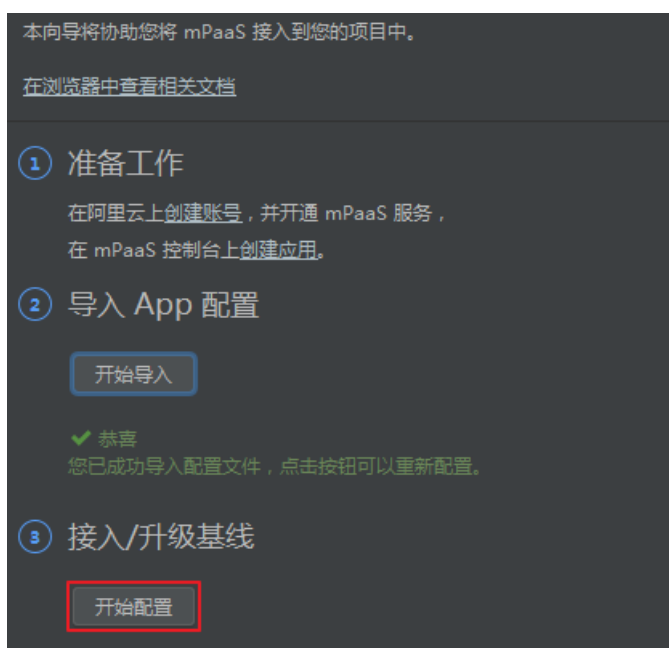 本向导将协助您将 mPaaS 接入到您的项目中。
在浏览器中查看相关文档
1 准备工作
在阿里云上创建账号，并开通 mPaaS 服务，
在 mPaaS 控制台上创建应用。
2 导入 App 配置
开始导入
✔ 恭喜
您已成功导入配置文件，点击按钮可以重新配置。
3 接入/升级基线
开始配置